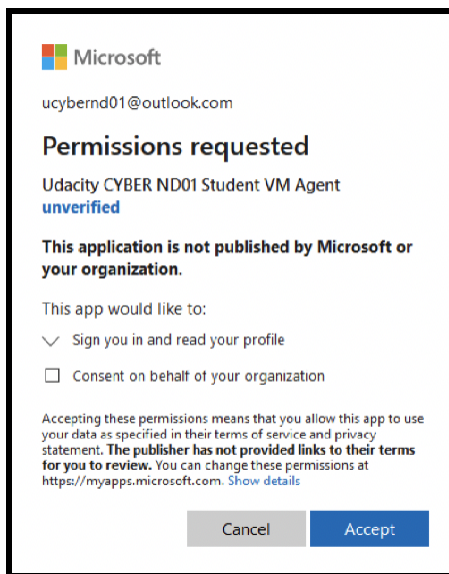 Microsoft
ucybernd01@outlook.com
Permissions requested
Udacity CYBER ND01 Student VM Agent
unverified
This application is not published by Microsoft or
your organization.
This app would like to:
Sign you in and read your profile
Consent on behalf of your organization
Accepting these permissions means that you allow this app to use
your data as specified in their terms of service and privacy
statement. The publisher has not provided links to their terms
for you to review. You can change these permissions at
https://myapps.microsoft.com. Show details
Cancel
Accept